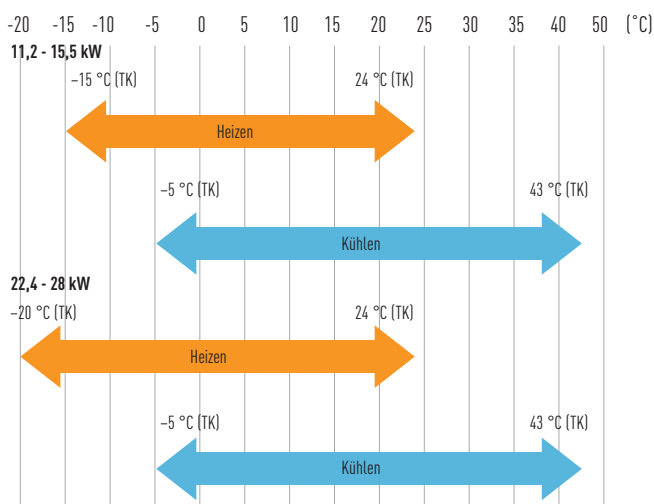 -20 -15 -10 -5 0 5 10 15 20 25 30 35 40 50 (°C)
11,2 - 15,5 kW
–15 °C (TK) 24 °C (TK)
Heizen
–5 °C (TK) 43 °C (TK)
Kühlen
22,4 - 28 kW
–20 °C (TK) 24 °C (TK)
Heizen
–5 °C (TK) 43 °C (TK)
Kühlen